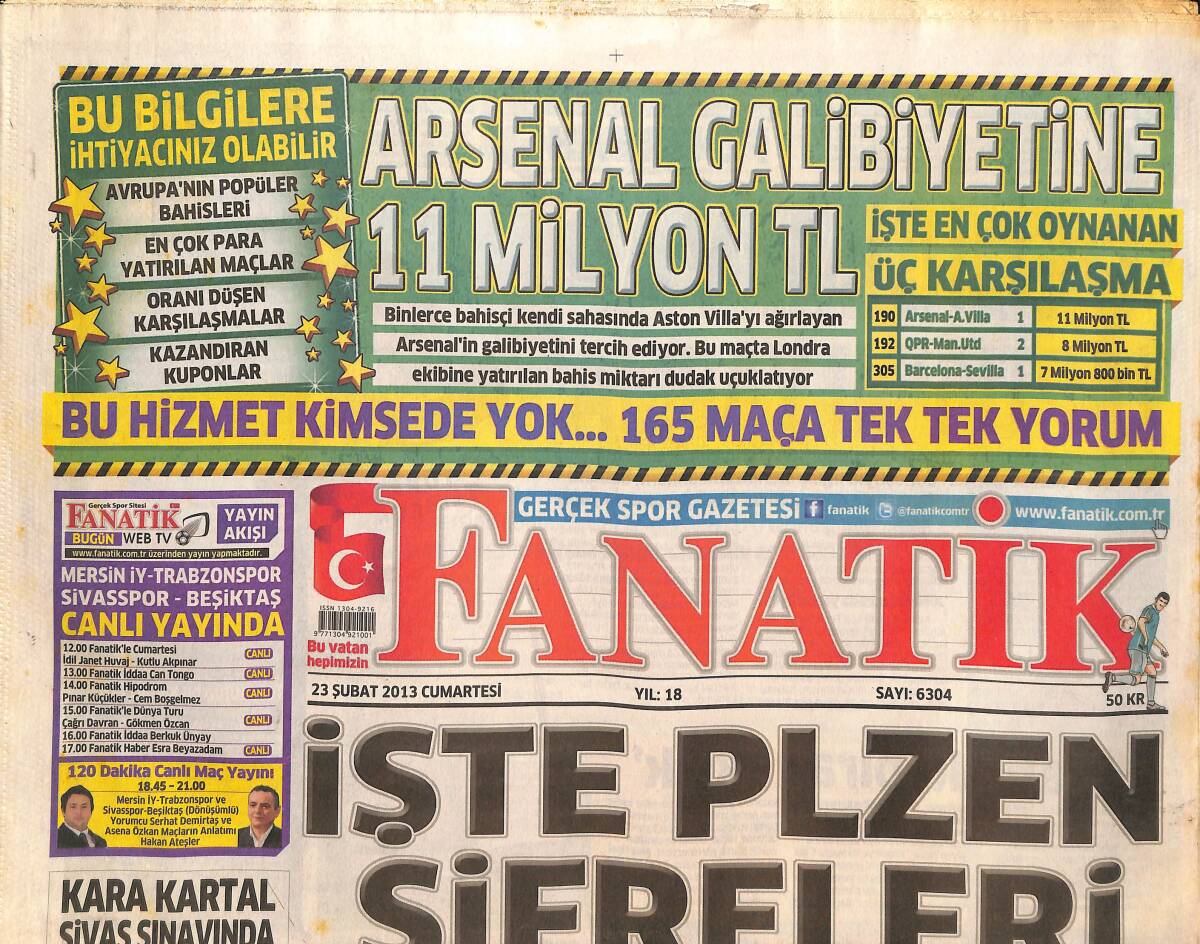 BU BİLGİLERE
İHTİYACINIZ OLABİLİR
AVRUPA'NIN POPÜLER
BAHİSLERİ
EN ÇOK PARA
YATIRILAN MAÇLAR
ORANI DÜŞEN
KARŞILAŞMALAR
KAZANDIRAN
KUPONLAR
ARSENAL GALİBİYETİNE
11 MİLYON TL
Binlerce bahisçi kendi sahasında Aston Villa'yı ağırlayan
Arsenal'in galibiyetini tercih ediyor. Bu maçta Londra
ekibine yatırılan bahis miktarı dudak uçuklatıyor
İŞTE EN ÇOK OYNANAN
ÜÇ KARŞILAŞMA
190 Arsenal-A.Villa 1 11 Milyon TL
192 QPR-Man.Utd 2 8 Milyon TL
305 Barcelona-Sevilla 1 7 Milyon 800 bin TL
BU HİZMET KİMSEDE YOK... 165 MAÇA TEK TEK YORUM
Gerçek Spor Sitesi
FANATİK
BUGÜN WEB TV
YAYIN
AKIŞI
www.fanatik.com.tr üzerinden yayın yapmaktadır.
MERSİN İY-TRABZONSPOR
SİVASSPOR - BEŞİKTAŞ
CANLI YAYINDA
12.00 Fanatik'le Cumartesi
İdil Janet Huvaj - Kutlu Akpınar CANLI
13.00 Fanatik İddaa Can Tongo CANLI
14.00 Fanatik Hipodrom
Pınar Küçükler - Cem Boşgelmez CANLI
15.00 Fanatik'le Dünya Turu
Çağrı Davran - Gökmen Özcan CANLI
16.00 Fanatik İddaa Berkuk Ünyay
17.00 Fanatik Haber Esra Beyazadam CANLI
120 Dakika Canlı Maç Yayını
18.45 - 21.00
Mersin İY-Trabzonspor ve
Sivasspor-Beşiktaş (Dönüşümlü)
Yorumcu Serhat Demirtaş ve
Asena Özkan Maçların Anlatımı
Hakan Ateşler
KARA KARTAL
SİVAS SINAVINDA
GERÇEK SPOR GAZETESİ fanatik @fanatikcomtr www.fanatik.com.tr
FANATİK
ISSN 1304-9216
9 771304 921001
Bu vatan
hepimizin
23 ŞUBAT 2013 CUMARTESİ YIL: 18 SAYI: 6304 50 KR
İŞTE PLZEN
ŞİFRELERİ